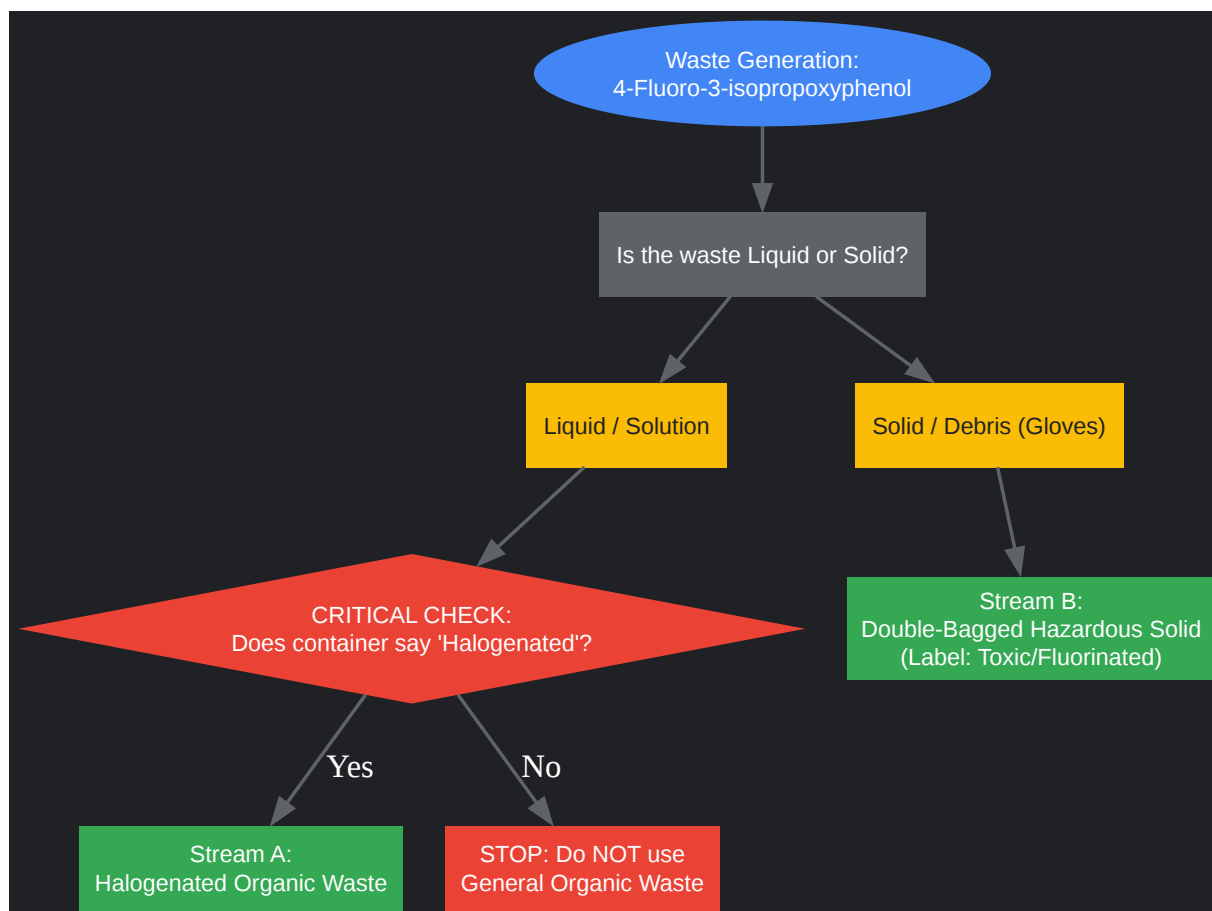 Waste Generation:
4-Fluoro-3-isopropoxyphenol
Is the waste Liquid or Solid?
Liquid / Solution
Solid / Debris (Gloves)
CRITICAL CHECK:
Does container say 'Halogenated'?
Stream B:
Double-Bagged Hazardous Solid
(Label: Toxic/Fluorinated)
Yes
No
Stream A:
Halogenated Organic Waste
STOP: Do NOT use
General Organic Waste